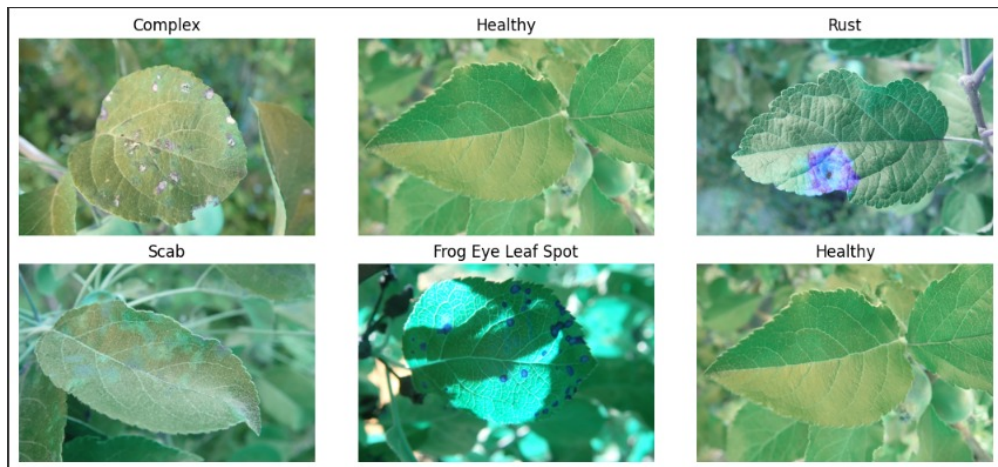 Complex
Healthy
Rust
Scab
Frog Eye Leaf Spot
Healthy